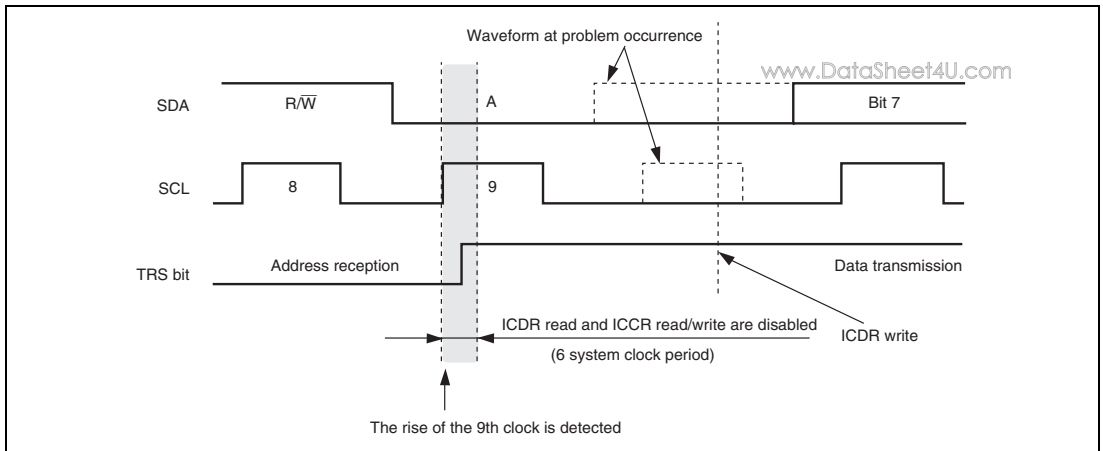 Waveform at problem occurrence
www.DataSheet4U.com
SDA
R/W̅
A
Bit 7
SCL
8
9
TRS bit
Address reception
Data transmission
ICDR read and ICCR read/write are disabled
(6 system clock period)
ICDR write
The rise of the 9th clock is detected